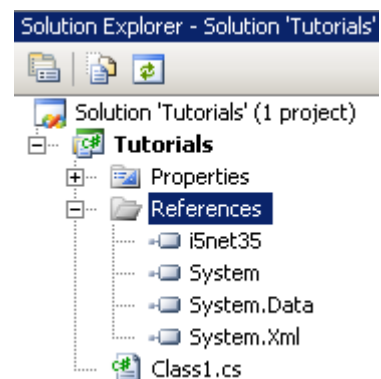 Solution Explorer - Solution 'Tutorials'
Solution 'Tutorials' (1 project)
Tutorials
Properties
References
i5net35
System
System.Data
System.Xml
Class1.cs